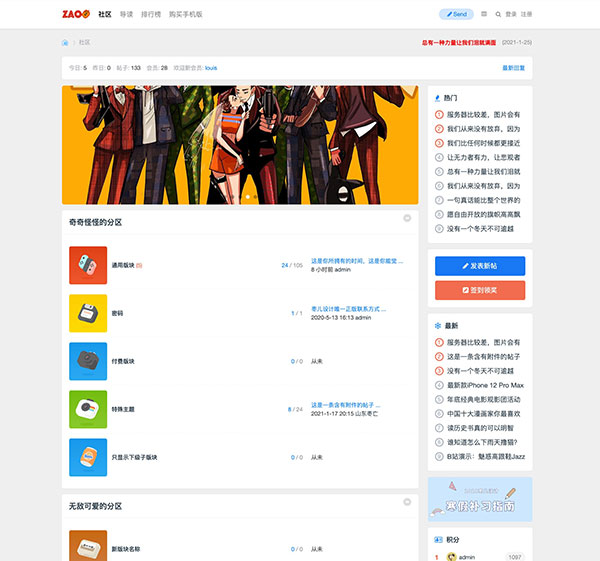 ZAO
社区 导读 排行榜 购买手机版
Send
登录 注册
社区
总有一种力量让我们泪就满面 (2021-1-25)
今日: 5 昨日: 0 帖子: 133 会员: 28 欢迎新会员: louis
最新回复
奇奇怪怪的分区
通用版块 (5)
24 / 105
这是你所拥有的时间，这是你能觉 ...
8 小时前 admin
密码
1 / 1
枣儿设计唯一正版联系方式 ...
2020-5-13 16:13 admin
付费版块
0 / 0
从未
特殊主题
8 / 24
这是一条含有附件的帖子 ...
2021-1-17 20:15 山东枣亡
只显示下级子版块
0 / 0
从未
无敌可爱的分区
新版块名称
0 / 0
从未
热门
1 服务器比较差，图片会有
2 我们从来没有放弃，因为
3 我们比任何时候都更接近
4 让无力者有力，让悲观者
5 总有一种力量让我们泪就
6 我们从来没有放弃，因为
7 一句真话能比整个世界的
8 愿自由开放的旗帜高高飘
9 没有一个冬天不可逾越
发表新帖
签到领奖
最新
1 服务器比较差，图片会有
2 这是一条含有附件的帖子
3 没有一个冬天不可逾越
4 最新款iPhone 12 Pro Max
5 年底经典电影观影团活动
6 中国十大漫画家你最喜欢
7 读历史书真的可以明智
8 谁知道怎么下雨天撸猫?
9 B站演示：魅惑高跟鞋Jazz
寒假补习指南
积分
1 admin 1097